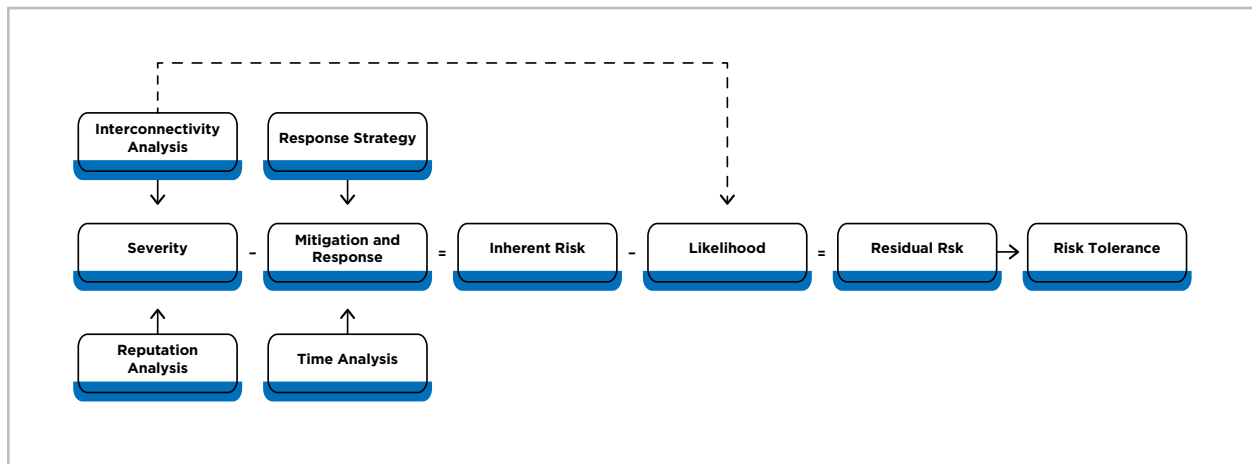 Interconnectivity
Analysis
Response Strategy
Severity
-
Mitigation and
Response
=
Inherent Risk
-
Likelihood
=
Residual Rsk
Risk Tolerance
Reputation
Analysis
Time Analysis